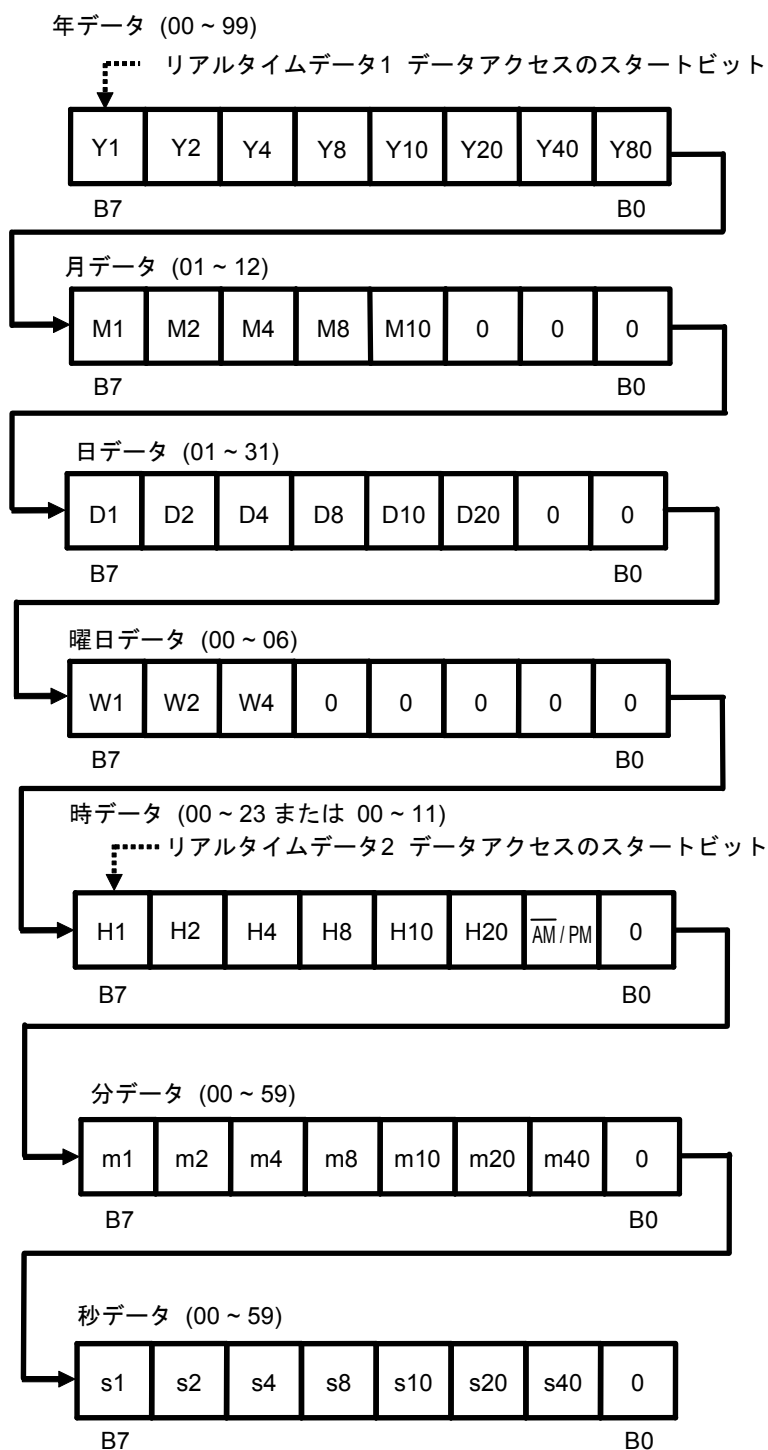 年データ (00 ~ 99)
リアルタイムデータ1 データアクセスのスタートビット
Y1 Y2 Y4 Y8 Y10 Y20 Y40 Y80
B7 B0
月データ (01 ~ 12)
M1 M2 M4 M8 M10 0 0 0
B7 B0
日データ (01 ~ 31)
D1 D2 D4 D8 D10 D20 0 0
B7 B0
曜日データ (00 ~ 06)
W1 W2 W4 0 0 0 0 0
B7 B0
時データ (00 ~ 23 または 00 ~ 11)
リアルタイムデータ2 データアクセスのスタートビット
H1 H2 H4 H8 H10 H20 A̅M̅ / PM 0
B7 B0
分データ (00 ~ 59)
m1 m2 m4 m8 m10 m20 m40 0
B7 B0
秒データ (00 ~ 59)
s1 s2 s4 s8 s10 s20 s40 0
B7 B0